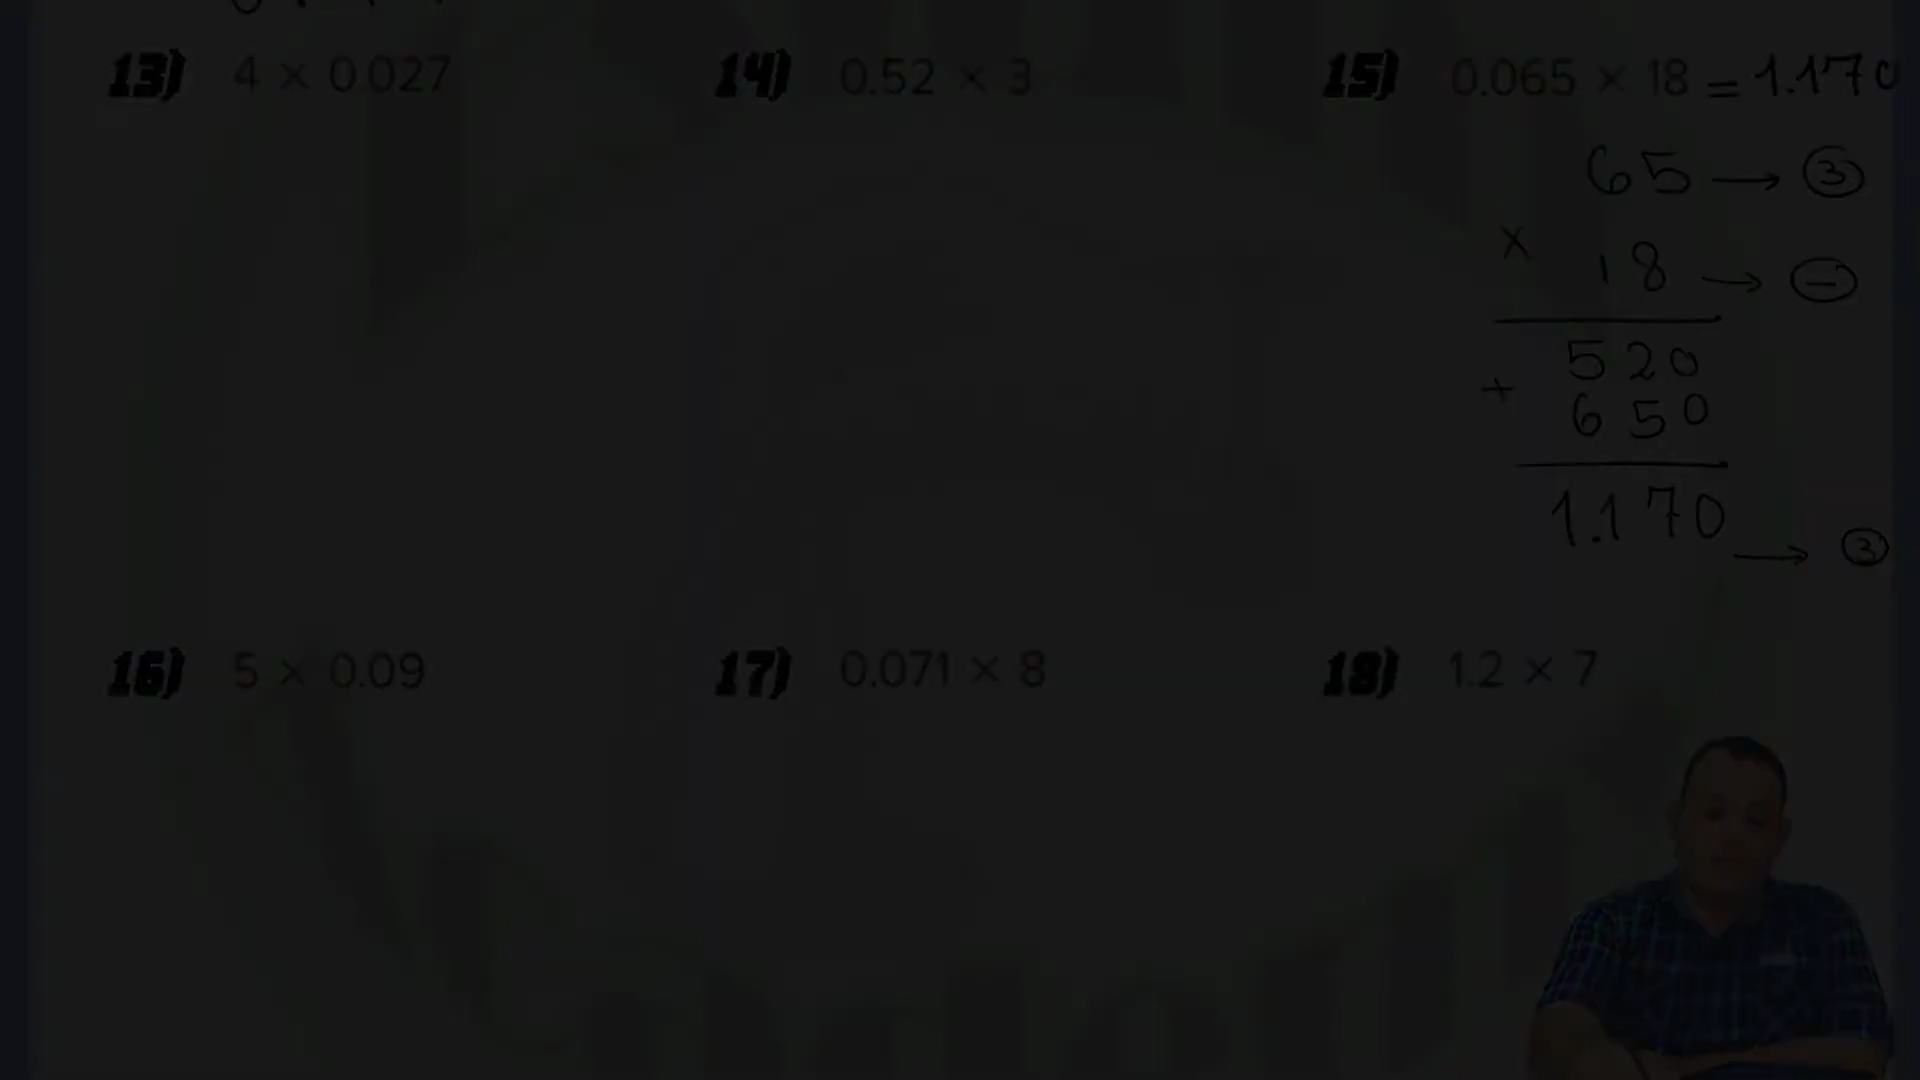 13) 4 × 0.027
14) 0.52 × 3
15) 0.065 × 18 = 1.170
65 → 3
× 18 → –
520
+ 650
1.170 → 3
16) 5 × 0.09
17) 0.071 × 8
18) 1.2 × 7